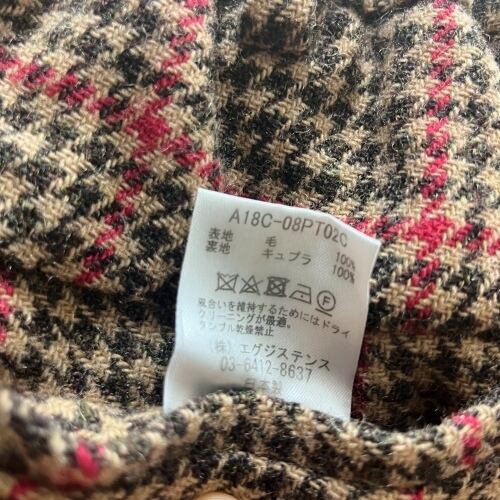 A18C-08PT02C
表地 毛 100%
裏地 キュプラ 100%
F
風合いを維持するためにはドライ
クリーニングが最適。
タンブル乾燥禁止
(株) エグジステンス
03-6412-8637
日本製